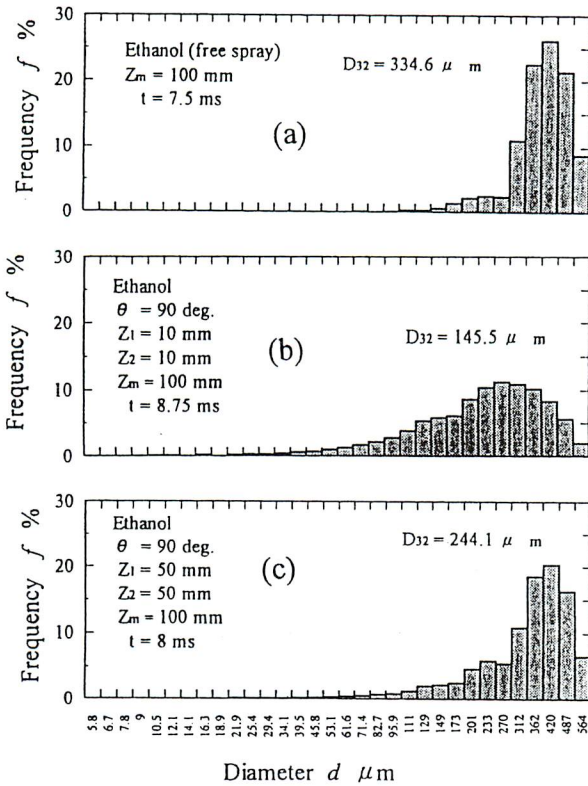 30
20
10
0
Frequency f %
Ethanol (free spray)
Zm = 100 mm
t = 7.5 ms
D32 = 334.6 μ m
(a)
30
20
10
0
Frequency f %
Ethanol
θ = 90 deg.
Z1 = 10 mm
Z2 = 10 mm
Zm = 100 mm
t = 8.75 ms
D32 = 145.5 μ m
(b)
30
20
10
0
Frequency f %
Ethanol
θ = 90 deg.
Z1 = 50 mm
Z2 = 50 mm
Zm = 100 mm
t = 8 ms
D32 = 244.1 μ m
(c)
5.8 6.7 7.8 9 10.5 12.1 14.1 16.3 18.9 21.9 25.4 29.4 34.1 39.5 45.8 53.1 61.6 71.4 82.7 95.9 111 129 149 173 201 233 270 312 362 420 487 564
Diameter d μm